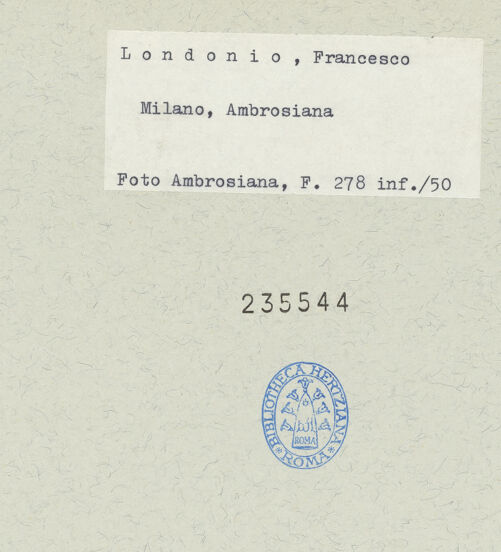 L o n d o n i o , Francesco
Milano, Ambrosiana
Foto Ambrosiana, F. 278 inf./50
235544
BIBLIOTHECA HERTZIANA
ROMA
* ROMA *